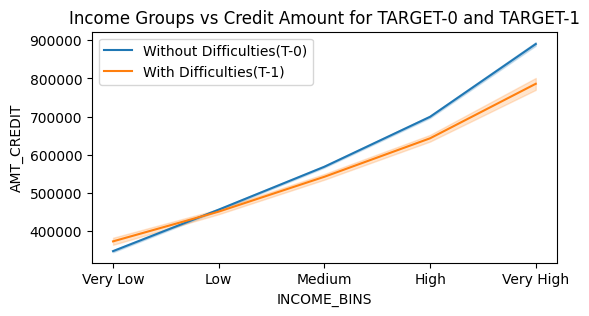 Income Groups vs Credit Amount for TARGET-0 and TARGET-1
900000
800000
700000
600000
500000
400000
AMT_CREDIT
Without Difficulties(T-0)
With Difficulties(T-1)
Very Low
Low
Medium
High
Very High
INCOME_BINS